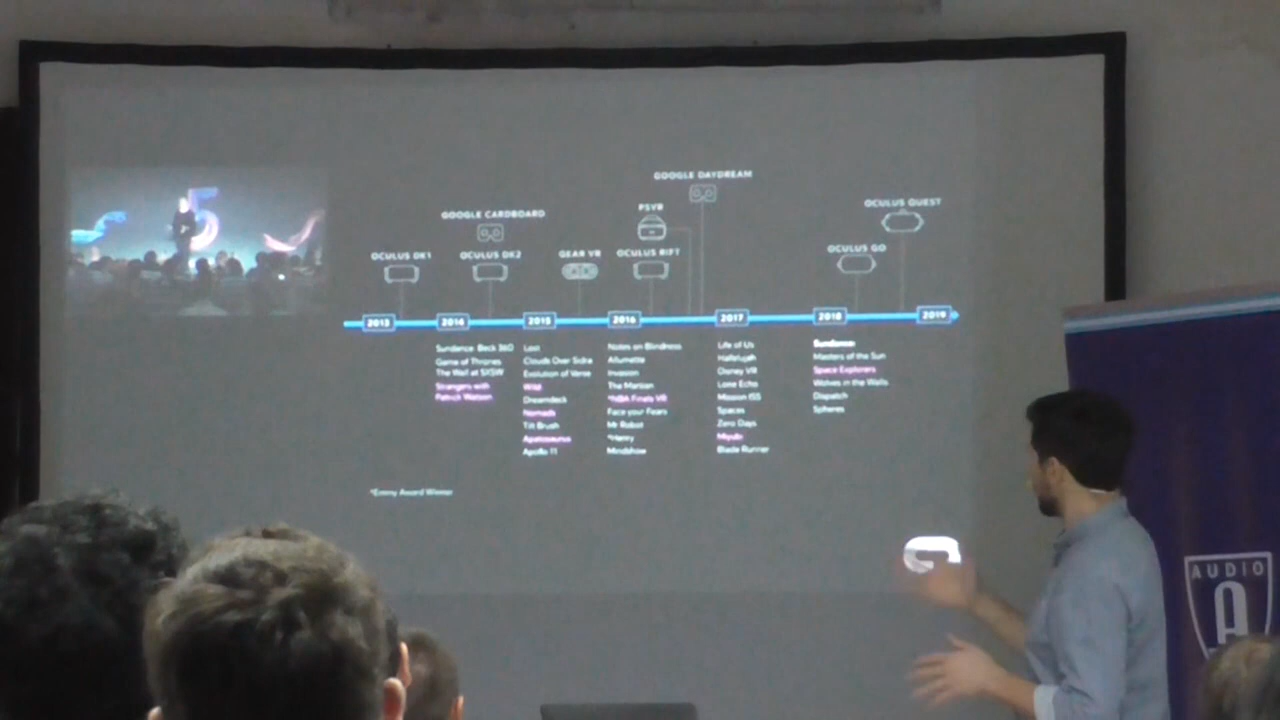 GOOGLE DAYDREAM
GOOGLE CARDBOARD
PSVR
OCULUS QUEST
OCULUS DK1
OCULUS DK2
GEAR VR
OCULUS RIFT
OCULUS GO
5
2013
2014
2015
2016
2017
2018
2019
Sundance: Beck 360
Game of Thrones
The Wall at SXSW
Strangers with
Patrick Watson
Lost
Clouds Over Sidra
Evolution of Verse
Wild
Dreamdeck
Nomads
Tilt Brush
Apatosaurus
Apollo 11
Notes on Blindness
Allumette
Invasion
The Martian
*NBA Finals VR
Face your Fears
Mr Robot
*Henry
Mindshow
Life of Us
Hallelujah
Disney VR
Lone Echo
Mission ISS
Spaces
Zero Days
Miyubi
Blade Runner
Sundance:
Masters of the Sun
Space Explorers
Wolves in the Walls
Dispatch
Spheres
*Emmy Award Winner
AUDIO
A